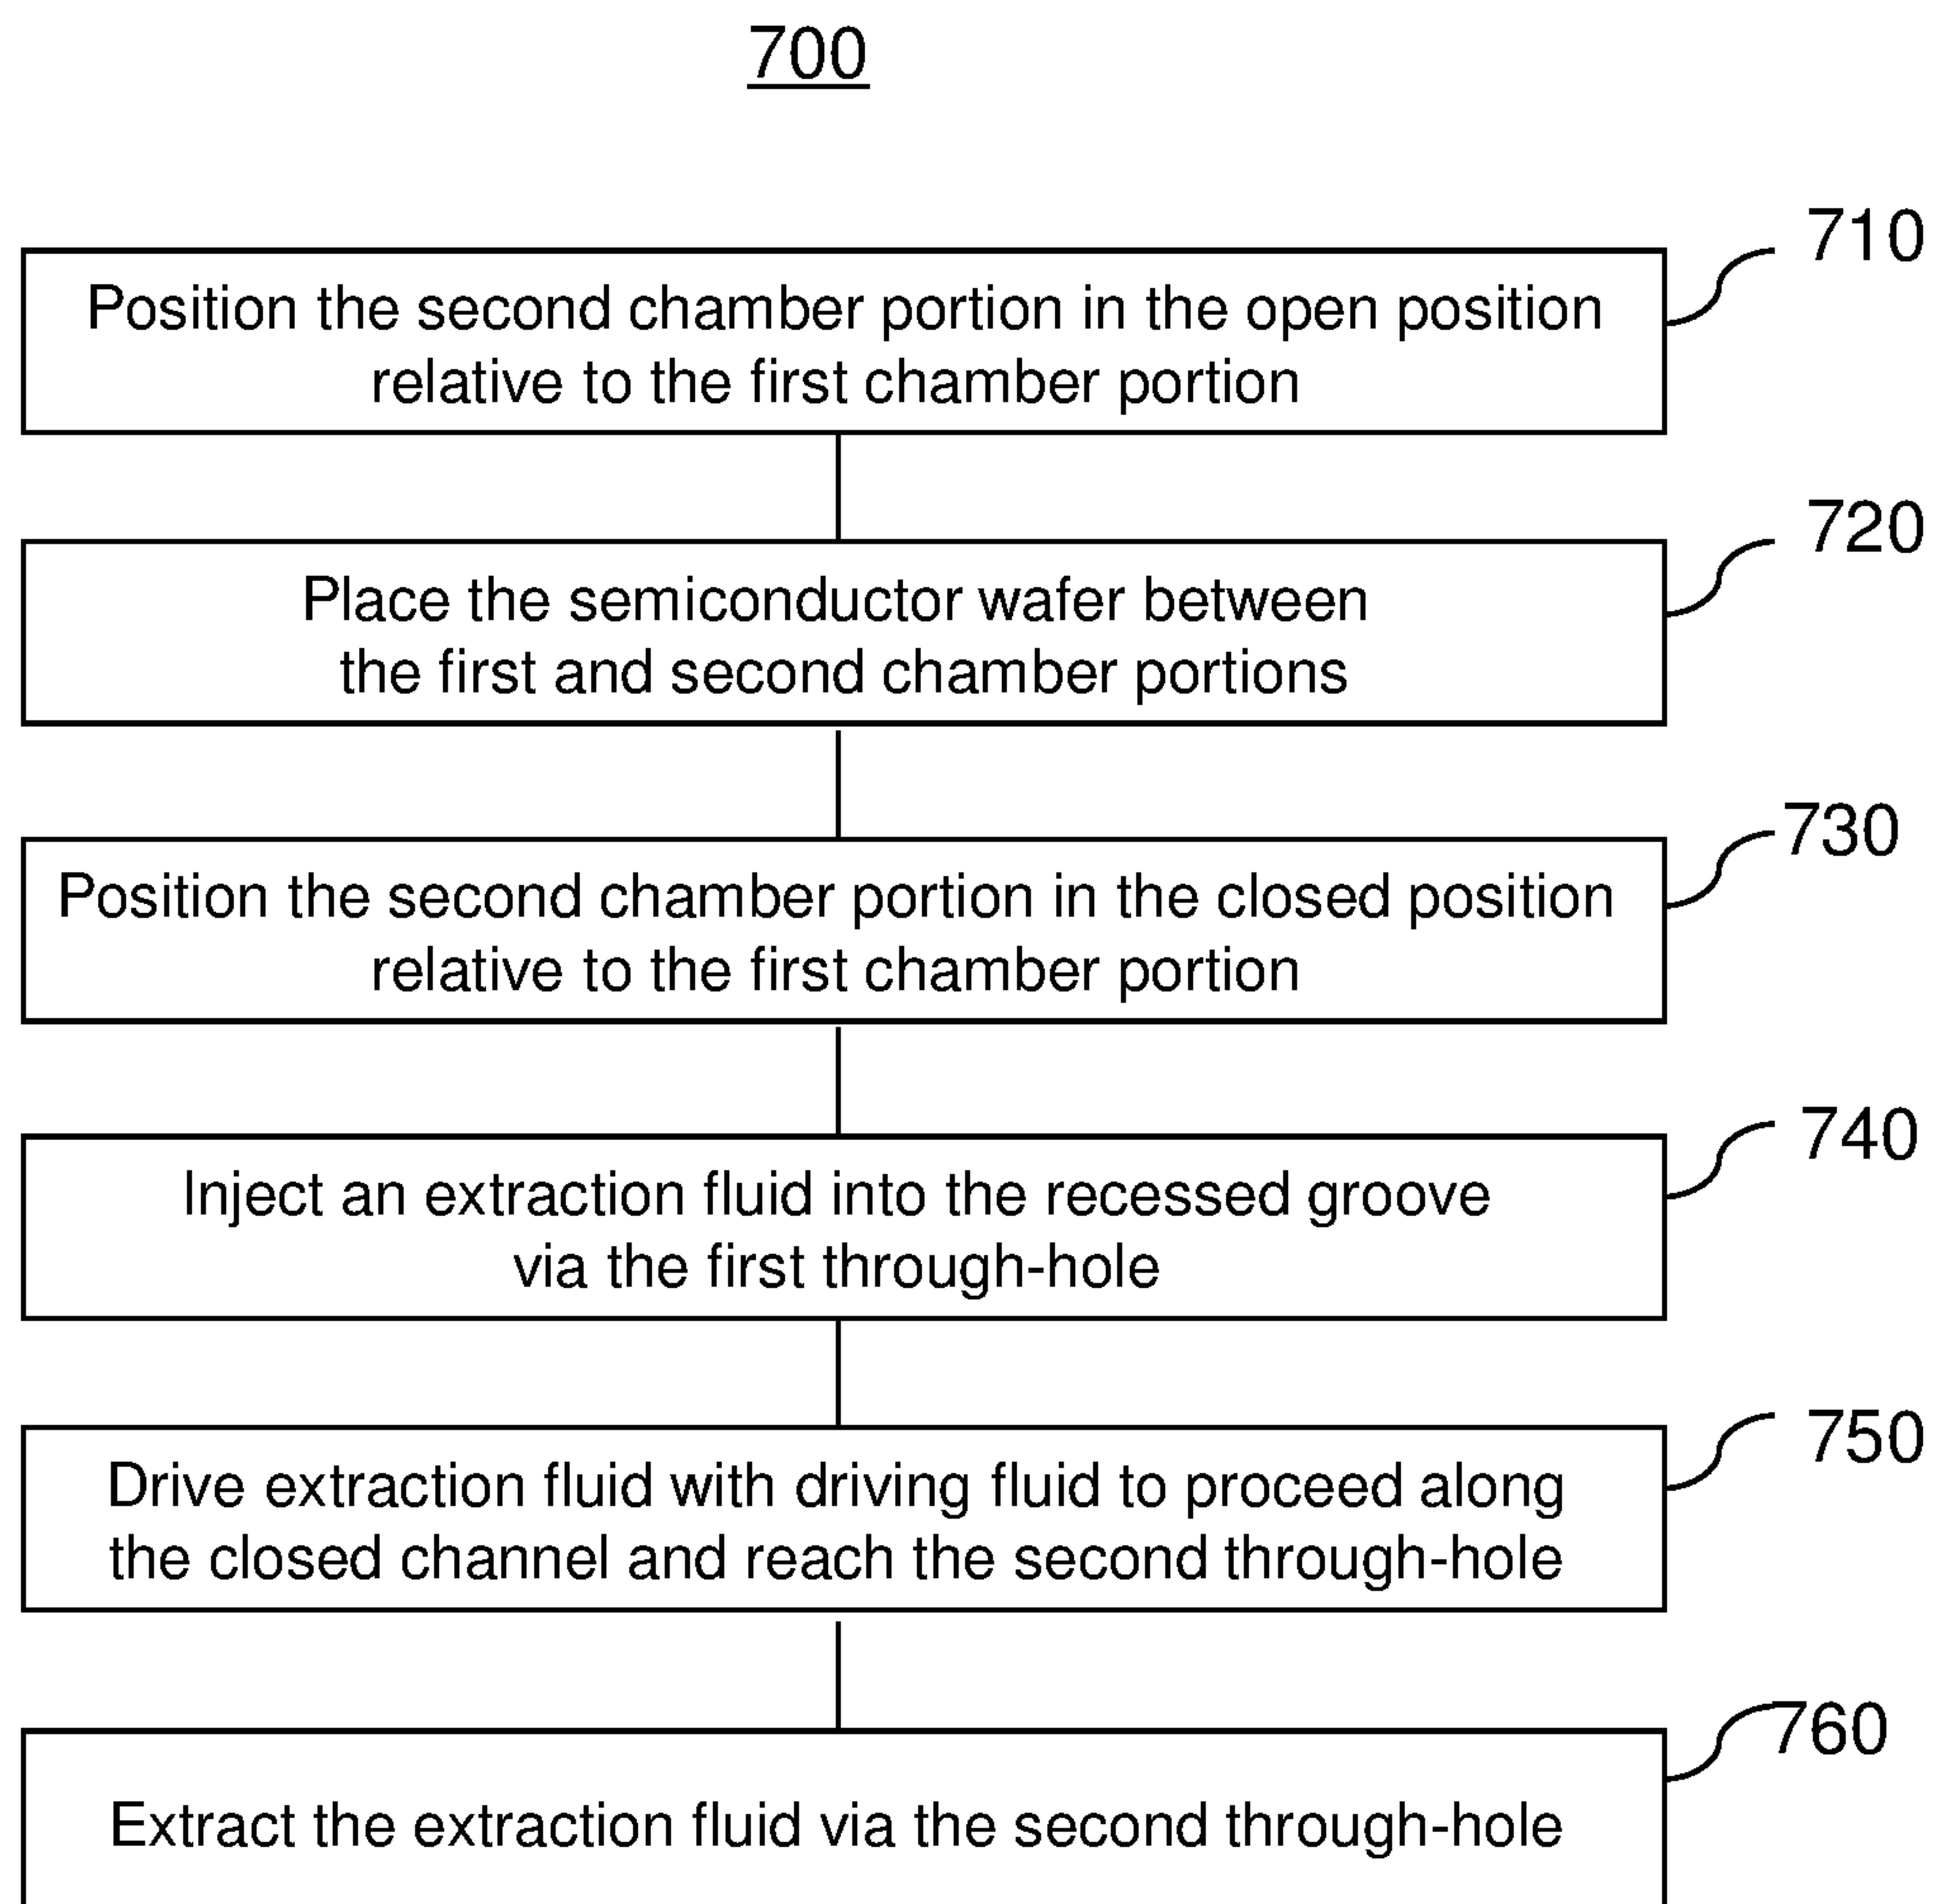 700
710
Position the second chamber portion in the open position
relative to the first chamber portion
720
Place the semiconductor wafer between
the first and second chamber portions
730
Position the second chamber portion in the closed position
relative to the first chamber portion
740
Inject an extraction fluid into the recessed groove
via the first through-hole
750
Drive extraction fluid with driving fluid to proceed along
the closed channel and reach the second through-hole
760
Extract the extraction fluid via the second through-hole